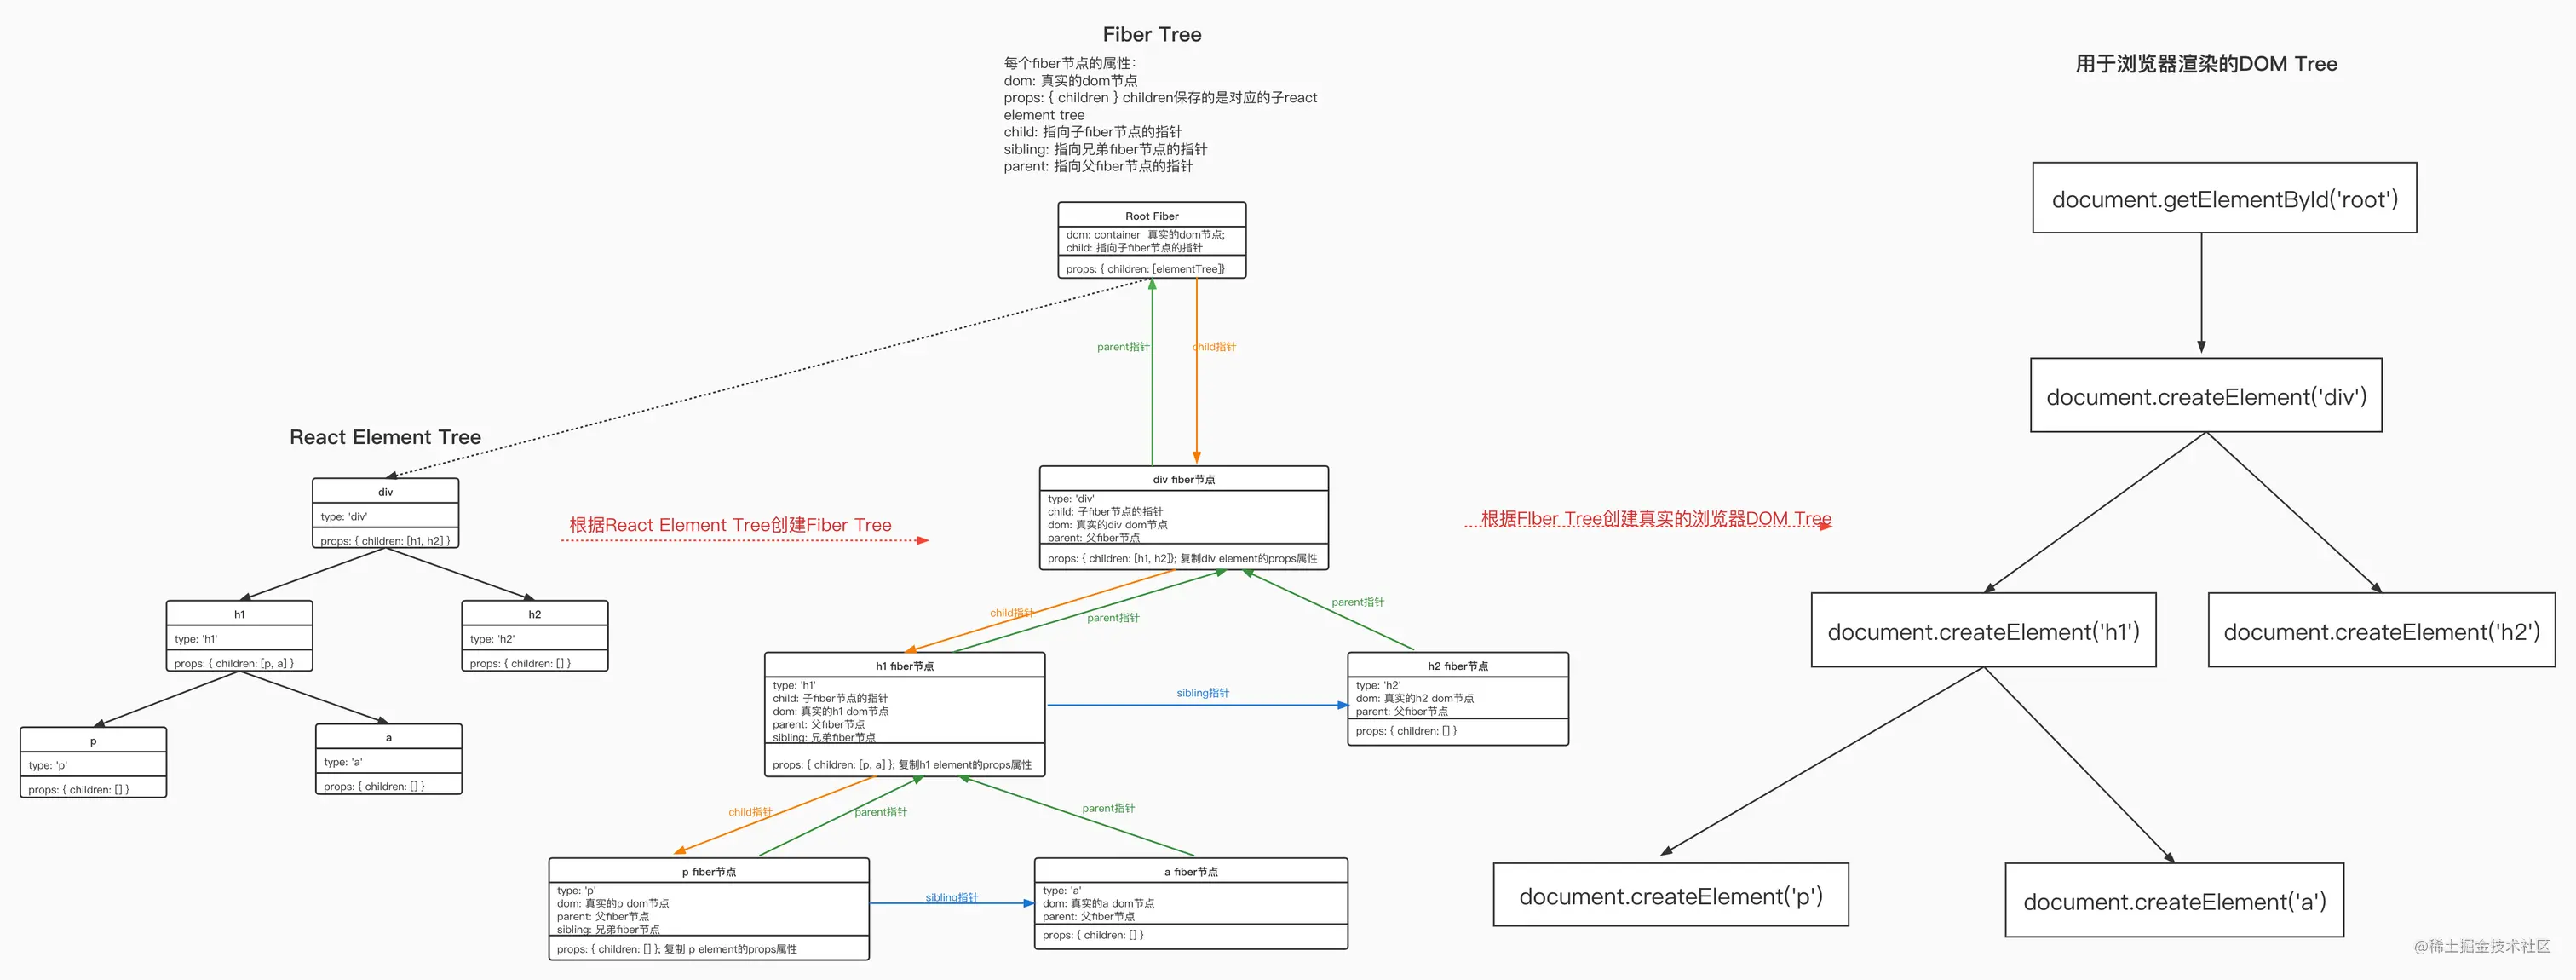 Fiber Tree
每个fiber节点的属性：
dom: 真实的dom节点
props: { children } children保存的是对应的子react
element tree
child: 指向子fiber节点的指针
sibling: 指向兄弟fiber节点的指针
parent: 指向父fiber节点的指针
用于浏览器渲染的DOM Tree
Root Fiber
dom: container 真实的dom节点;
child: 指向子fiber节点的指针
props: { children: [elementTree]}
parent指针
child指针
React Element Tree
div
type: 'div'
props: { children: [h1, h2] }
h1
type: 'h1'
props: { children: [p, a] }
h2
type: 'h2'
props: { children: [] }
p
type: 'p'
props: { children: [] }
a
type: 'a'
props: { children: [] }
根据React Element Tree创建Fiber Tree
div fiber节点
type: 'div'
child: 子fiber节点的指针
dom: 真实的div dom节点
parent: 父fiber节点
props: { children: [h1, h2]}; 复制div element的props属性
child指针
parent指针
parent指针
h1 fiber节点
type: 'h1'
child: 子fiber节点的指针
dom: 真实的h1 dom节点
parent: 父fiber节点
sibling: 兄弟fiber节点
props: { children: [p, a] }; 复制h1 element的props属性
sibling指针
h2 fiber节点
type: 'h2'
dom: 真实的h2 dom节点
parent: 父fiber节点
props: { children: [] }
child指针
parent指针
parent指针
p fiber节点
type: 'p'
dom: 真实的p dom节点
parent: 父fiber节点
sibling: 兄弟fiber节点
props: { children: [] }; 复制 p element的props属性
sibling指针
a fiber节点
type: 'a'
dom: 真实的a dom节点
parent: 父fiber节点
props: { children: [] }
根据FIber Tree创建真实的浏览器DOM Tree
document.getElementById('root')
document.createElement('div')
document.createElement('h1')
document.createElement('h2')
document.createElement('p')
document.createElement('a')
@稀土掘金技术社区